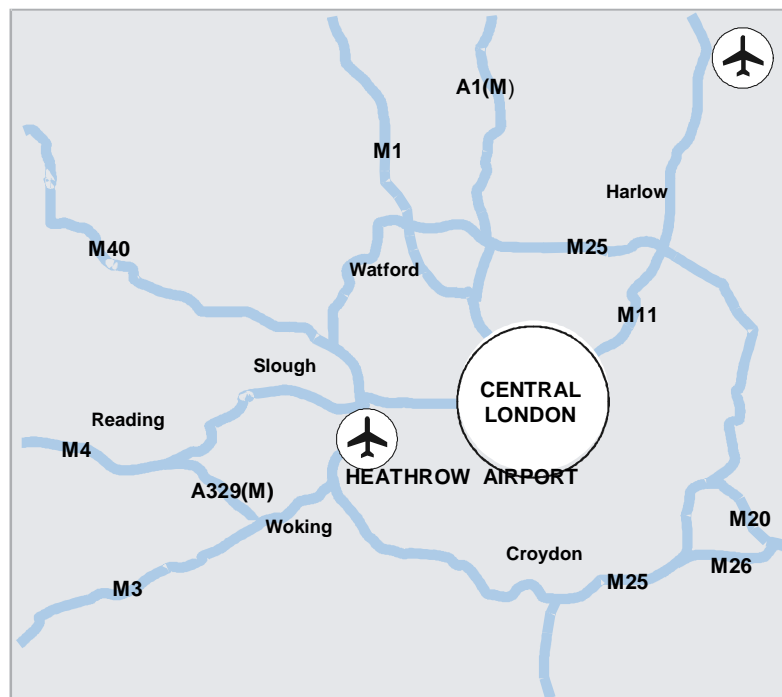 A1(M)
M1
Harlow
M40
M25
Watford
M11
Slough
CENTRAL
LONDON
Reading
M4
HEATHROW AIRPORT
A329(M)
M20
Woking
Croydon
M26
M25
M3